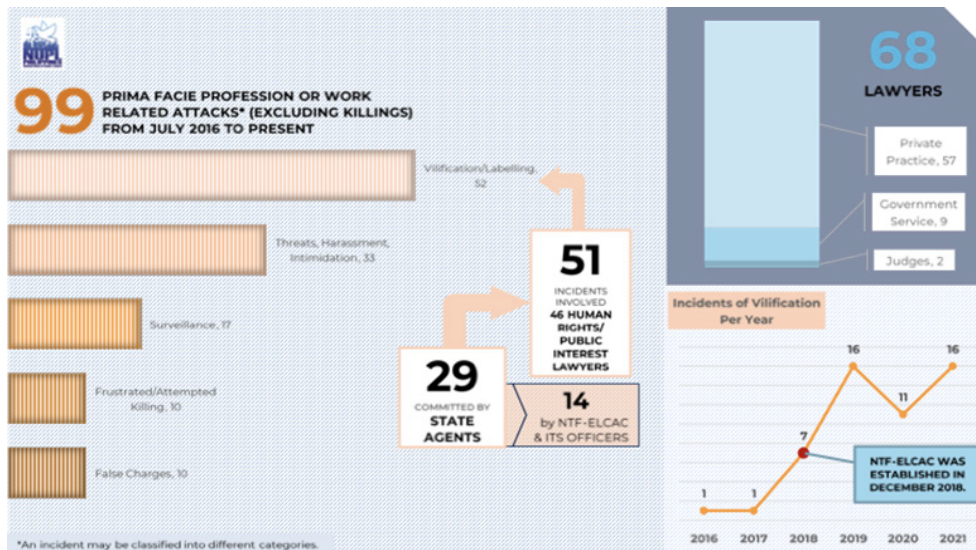 NUPL
99
PRIMA FACIE PROFESSION OR WORK
RELATED ATTACKS* (EXCLUDING KILLINGS)
FROM JULY 2016 TO PRESENT
Vilification/Labelling,
52
Threats, Harassment,
Intimidation, 33
Surveillance, 17
Frustrated/Attempted
Killing, 10
False Charges, 10
*An incident may be classified into different categories.
51
INCIDENTS
INVOLVED
46 HUMAN
RIGHTS/
PUBLIC
INTEREST
LAWYERS
29
COMMITTED BY
STATE
AGENTS
14
by NTF-ELCAC
& ITS OFFICERS
68
LAWYERS
Private
Practice, 57
Government
Service, 9
Judges, 2
Incidents of Vilification
Per Year
1
1
7
16
11
16
NTF-ELCAC WAS
ESTABLISHED IN
DECEMBER 2018.
2016 2017 2018 2019 2020 2021